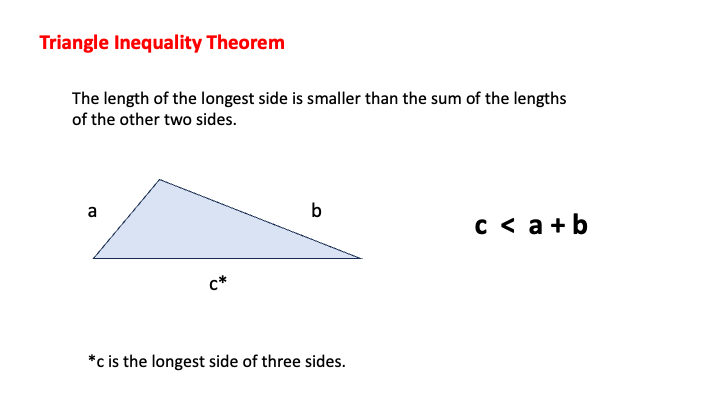 Triangle Inequality Theorem
The length of the longest side is smaller than the sum of the lengths
of the other two sides.
a
b
c < a + b
c*
*c is the longest side of three sides.